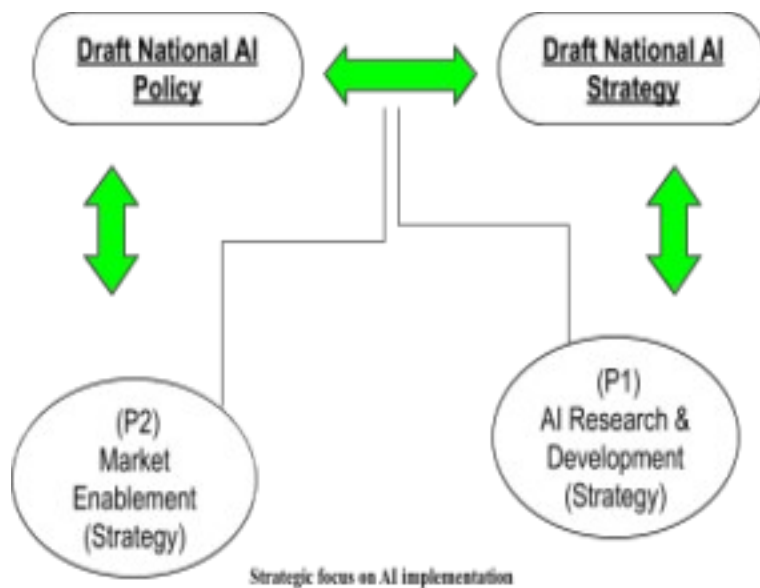 Draft National AI
Policy
Draft National AI
Strategy
(P2)
Market
Enablement
(Strategy)
(P1)
AI Research &
Development
(Strategy)
Strategic focus on AI implementation